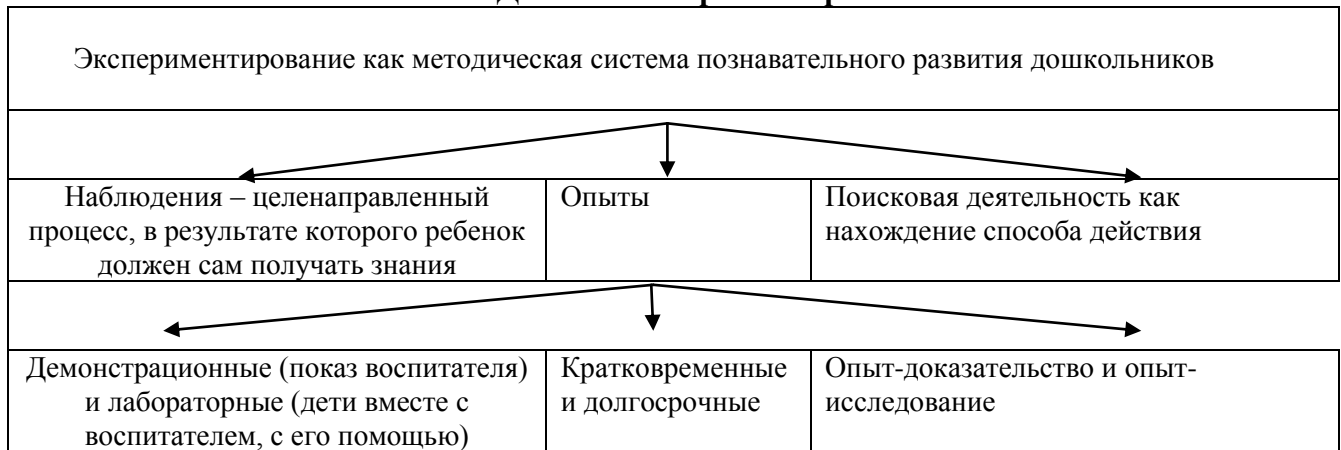 Экспериментирование как методическая система познавательного развития дошкольников
Наблюдения – целенаправленный
процесс, в результате которого ребенок
должен сам получать знания
Опыты
Поисковая деятельность как
нахождение способа действия
Демонстрационные (показ воспитателя)
и лабораторные (дети вместе с
воспитателем, с его помощью)
Кратковременные
и долгосрочные
Опыт-доказательство и опыт-
исследование